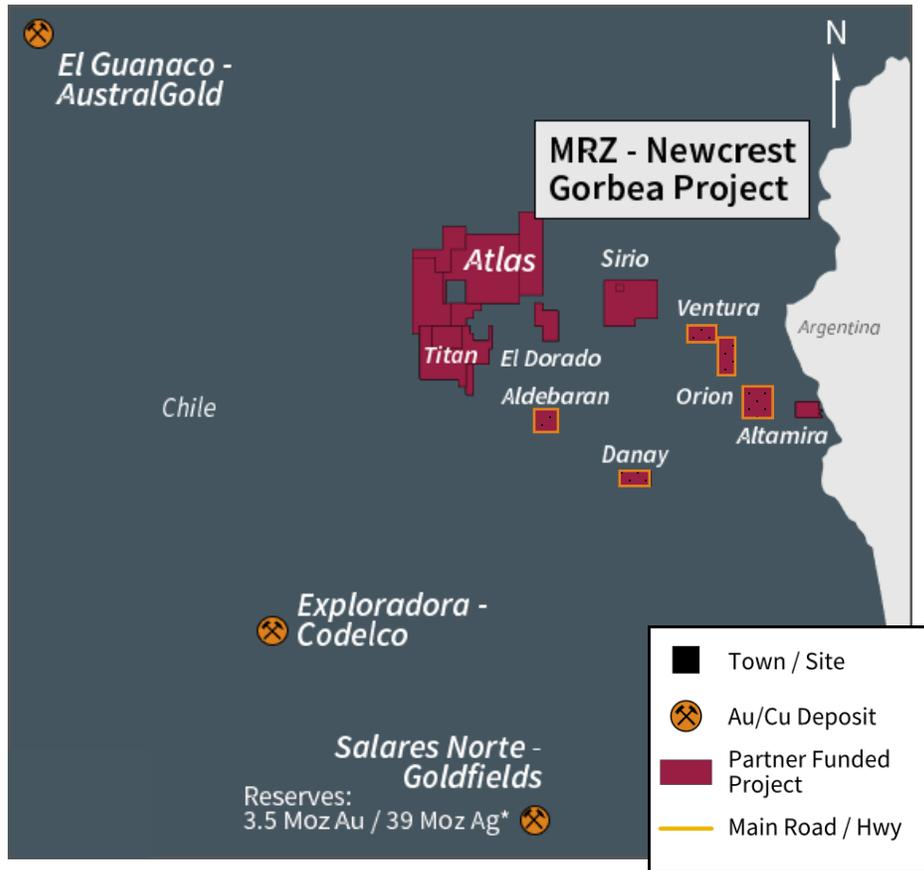 El Guanaco -
AustralGold
N
MRZ - Newcrest
Gorbea Project
Atlas
Sirio
Ventura
Argentina
Titan
El Dorado
Aldebaran
Orion
Chile
Altamira
Danay
Exploradora -
Codelco
Salares Norte -
Goldfields
Reserves:
3.5 Moz Au / 39 Moz Ag*
Town / Site
Au/Cu Deposit
Partner Funded
Project
Main Road / Hwy